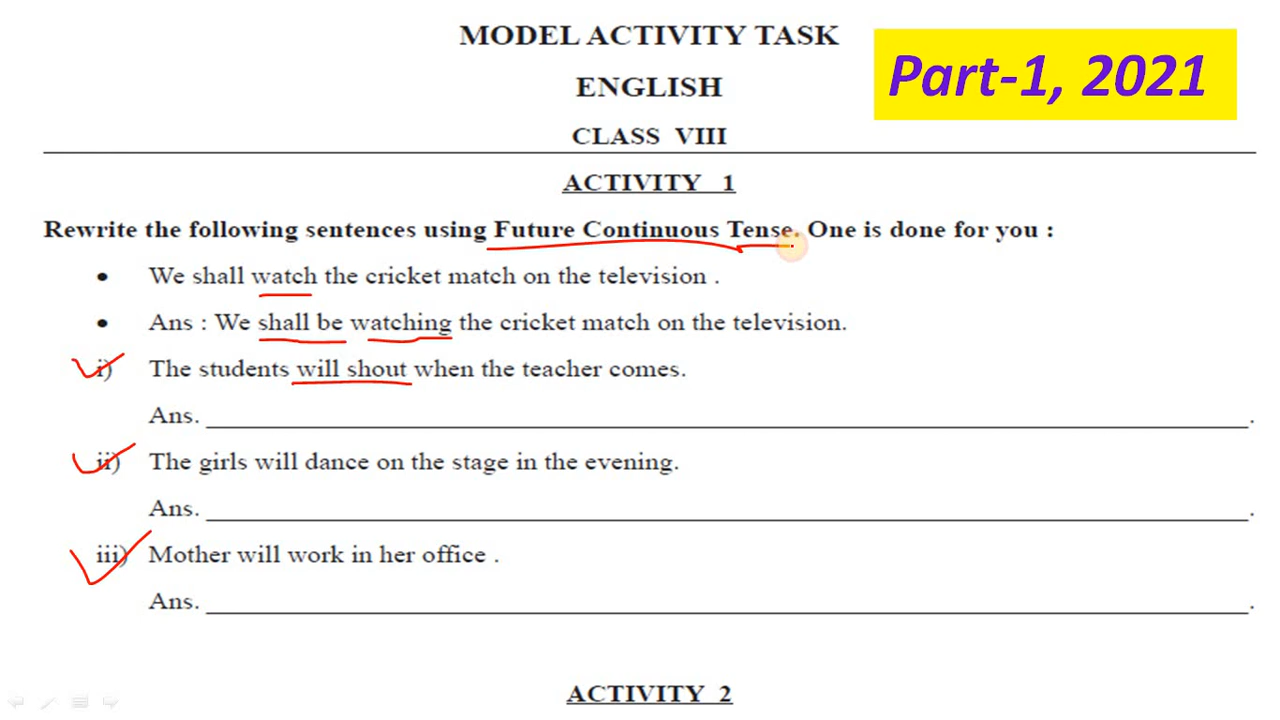 MODEL ACTIVITY TASK
Part-1, 2021
ENGLISH
CLASS VIII
ACTIVITY 1
Rewrite the following sentences using Future Continuous Tense. One is done for you :
• We shall watch the cricket match on the television .
• Ans : We shall be watching the cricket match on the television.
i) The students will shout when the teacher comes.
Ans. ______________________.
ii) The girls will dance on the stage in the evening.
Ans. ______________________.
iii) Mother will work in her office .
Ans. ______________________.
ACTIVITY 2